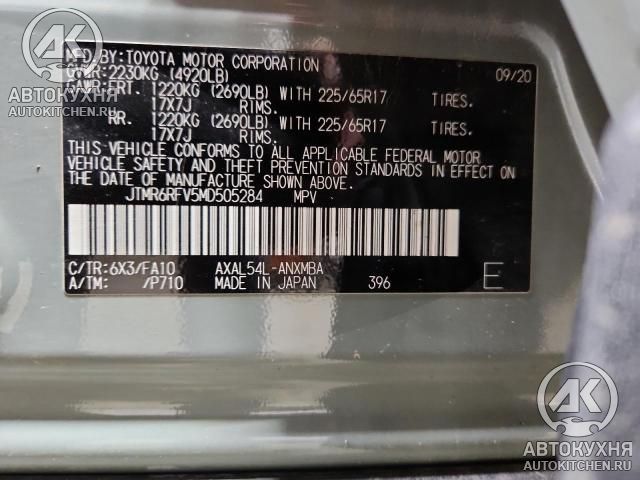 MFD BY: TOYOTA MOTOR CORPORATION 09/20
GVWR: 2230KG (4920LB)
GAWR: FRT. 1220KG (2690LB) WITH 225/65R17 TIRES.
17X7J RIMS.
RR. 1220KG (2690LB) WITH 225/65R17 TIRES.
17X7J RIMS.
THIS VEHICLE CONFORMS TO ALL APPLICABLE FEDERAL MOTOR
VEHICLE SAFETY AND THEFT PREVENTION STANDARDS IN EFFECT ON
THE DATE OF MANUFACTURE SHOWN ABOVE.
JTMR6RFV5MD505284 MPV
C/TR: 6X3/FA10 AXAL54L-ANXMBA
A/TM: /P710 MADE IN JAPAN 396 E
АК
АВТОКУХНЯ
AUTOKITCHEN.RU
АК
АВТОКУХНЯ
AUTOKITCHEN.RU